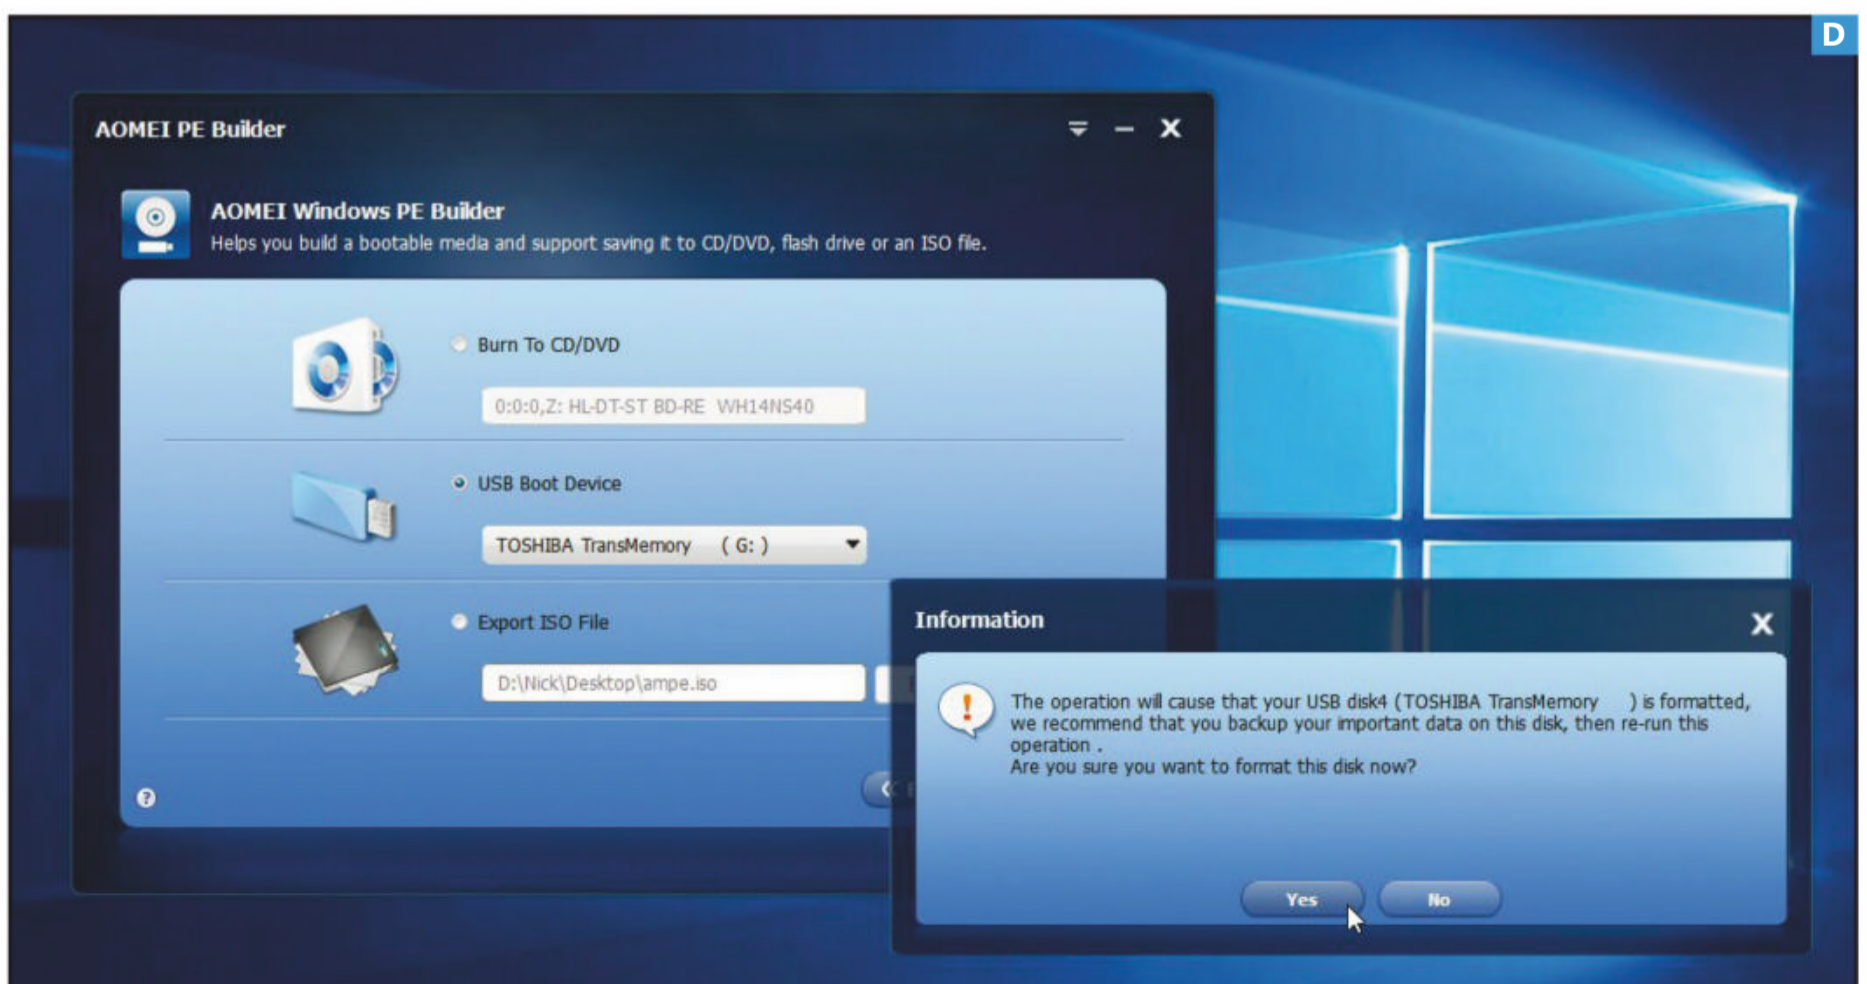 D
AOMEI PE Builder
AOMEI Windows PE Builder
Helps you build a bootable media and support saving it to CD/DVD, flash drive or an ISO file.
Burn To CD/DVD
0:0:0,Z: HL-DT-ST BD-RE WH14NS40
USB Boot Device
TOSHIBA TransMemory ( G: )
Export ISO File
D:\Nick\Desktop\ampe.iso
Information
The operation will cause that your USB disk4 (TOSHIBA TransMemory ) is formatted,
we recommend that you backup your important data on this disk, then re-run this
operation .
Are you sure you want to format this disk now?
Yes No